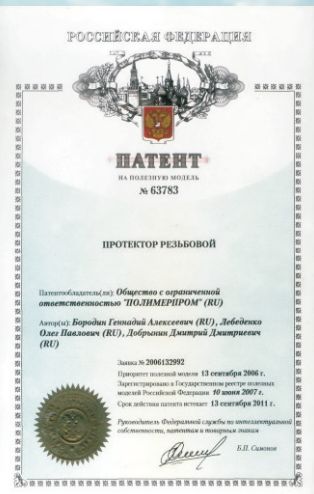 РОССИЙСКАЯ ФЕДЕРАЦИЯ
ПАТЕНТ
НА ПОЛЕЗНУЮ МОДЕЛЬ
№ 63783
ПРОТЕКТОР РЕЗЬБОВОЙ
Патентообладатель(ли): Общество с ограниченной
ответственностью "ПОЛИМЕРПРОМ" (RU)
Автор(ы): Бородин Геннадий Алексеевич (RU), Лебеденко
Олег Павлович (RU), Добрынин Дмитрий Дмитриевич
(RU)
Заявка № 2006132992
Приоритет полезной модели 13 сентября 2006 г.
Зарегистрировано в Государственном реестре полезных
моделей Российской Федерации 10 июня 2007 г.
Срок действия патента истекает 13 сентября 2011 г.
Руководитель Федеральной службы по интеллектуальной
собственности, патентам и товарным знакам
Б.П. Симонов